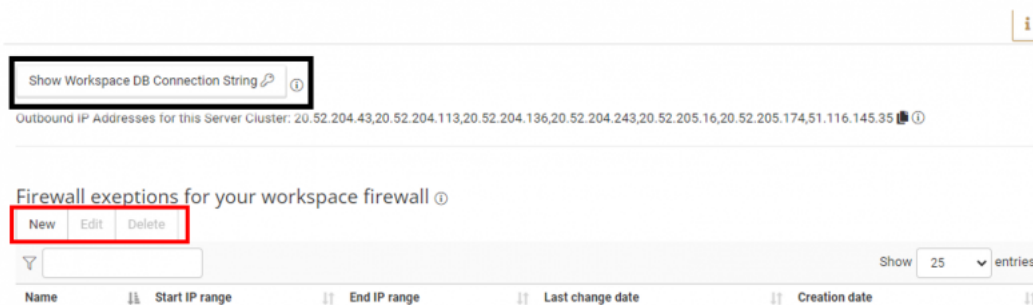 i
Show Workspace DB Connection String
Outbound IP Addresses for this Server Cluster: 20.52.204.43,20.52.204.113,20.52.204.136,20.52.204.243,20.52.205.16,20.52.205.174,51.116.145.35
Firewall exeptions for your workspace firewall
New Edit Delete
Show 25 entries
Name Start IP range End IP range Last change date Creation date